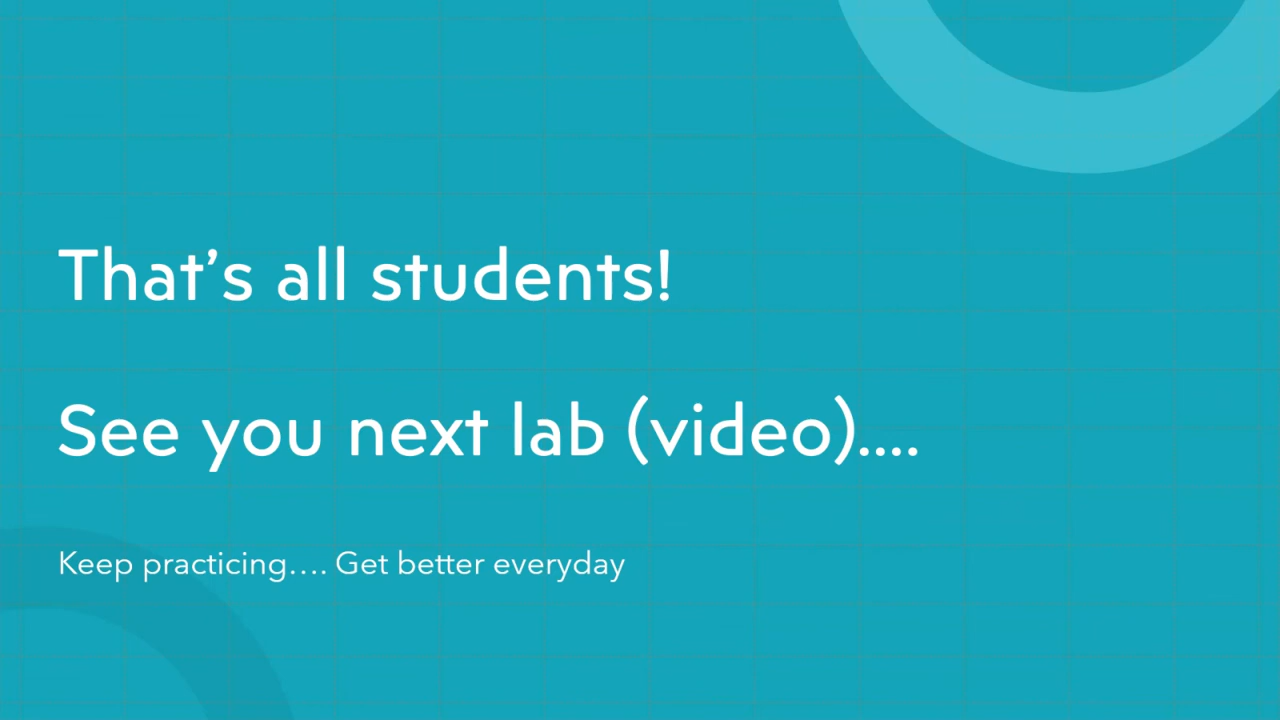 That’s all students!
See you next lab (video)....
Keep practicing.... Get better everyday